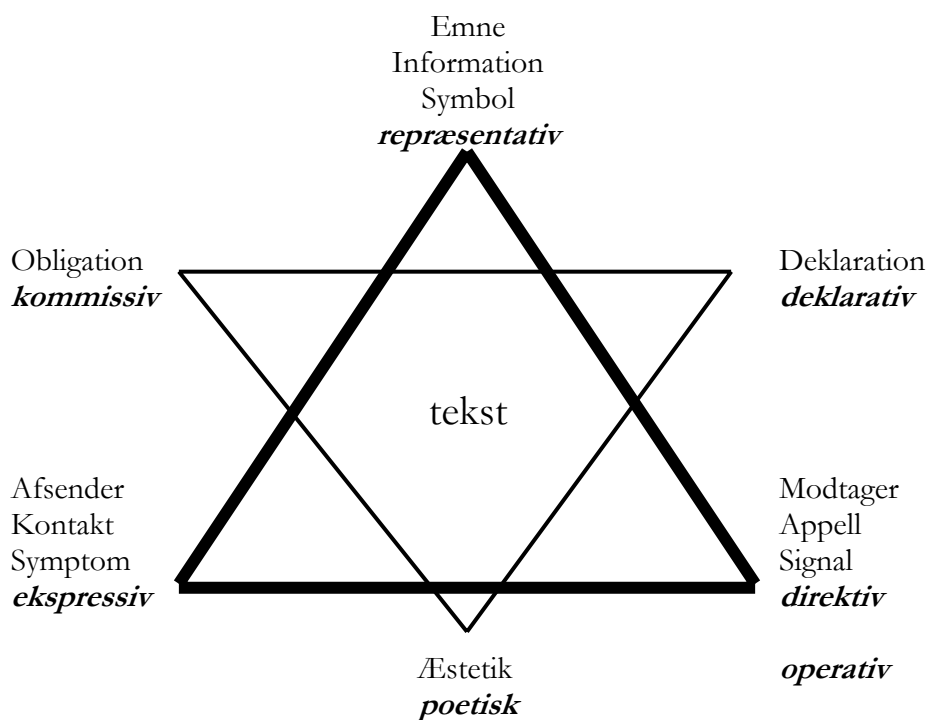 Emne
Information
Symbol
repræsentativ
Obligation
kommissiv
Deklaration
deklarativ
tekst
Afsender
Kontakt
Symptom
ekspressiv
Modtager
Appell
Signal
direktiv
operativ
Æstetik
poetisk